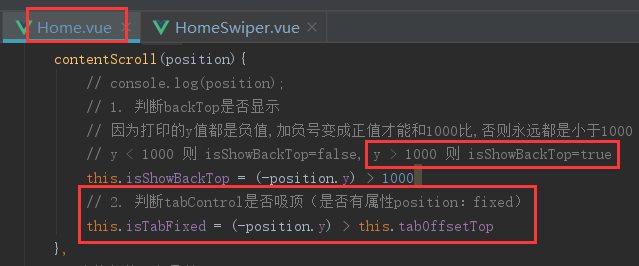 Home.vue × HomeSwiper.vue ×
contentScroll(position){
// console.log(position);
// 1. 判断backTop是否显示
// 因为打印的y值都是负值,加负号变成正值才能和1000比,否则永远都是小于1000
// y < 1000 则 isShowBackTop=false, y > 1000 则 isShowBackTop=true
this.isShowBackTop = (-position.y) > 1000
// 2. 判断tabControl是否吸顶（是否有属性position：fixed）
this.isTabFixed = (-position.y) > this.tabOffsetTop
},